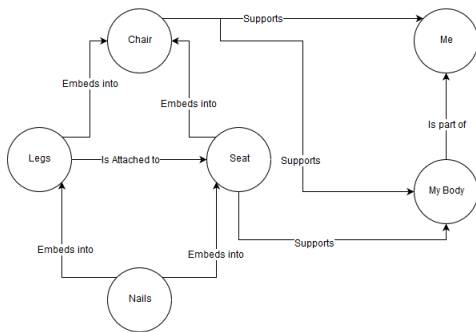 Supports
Chair
Me
Embeds into
Embeds into
Is part of
Legs
Is Attached to
Seat
Supports
My Body
Supports
Embeds into
Embeds into
Nails